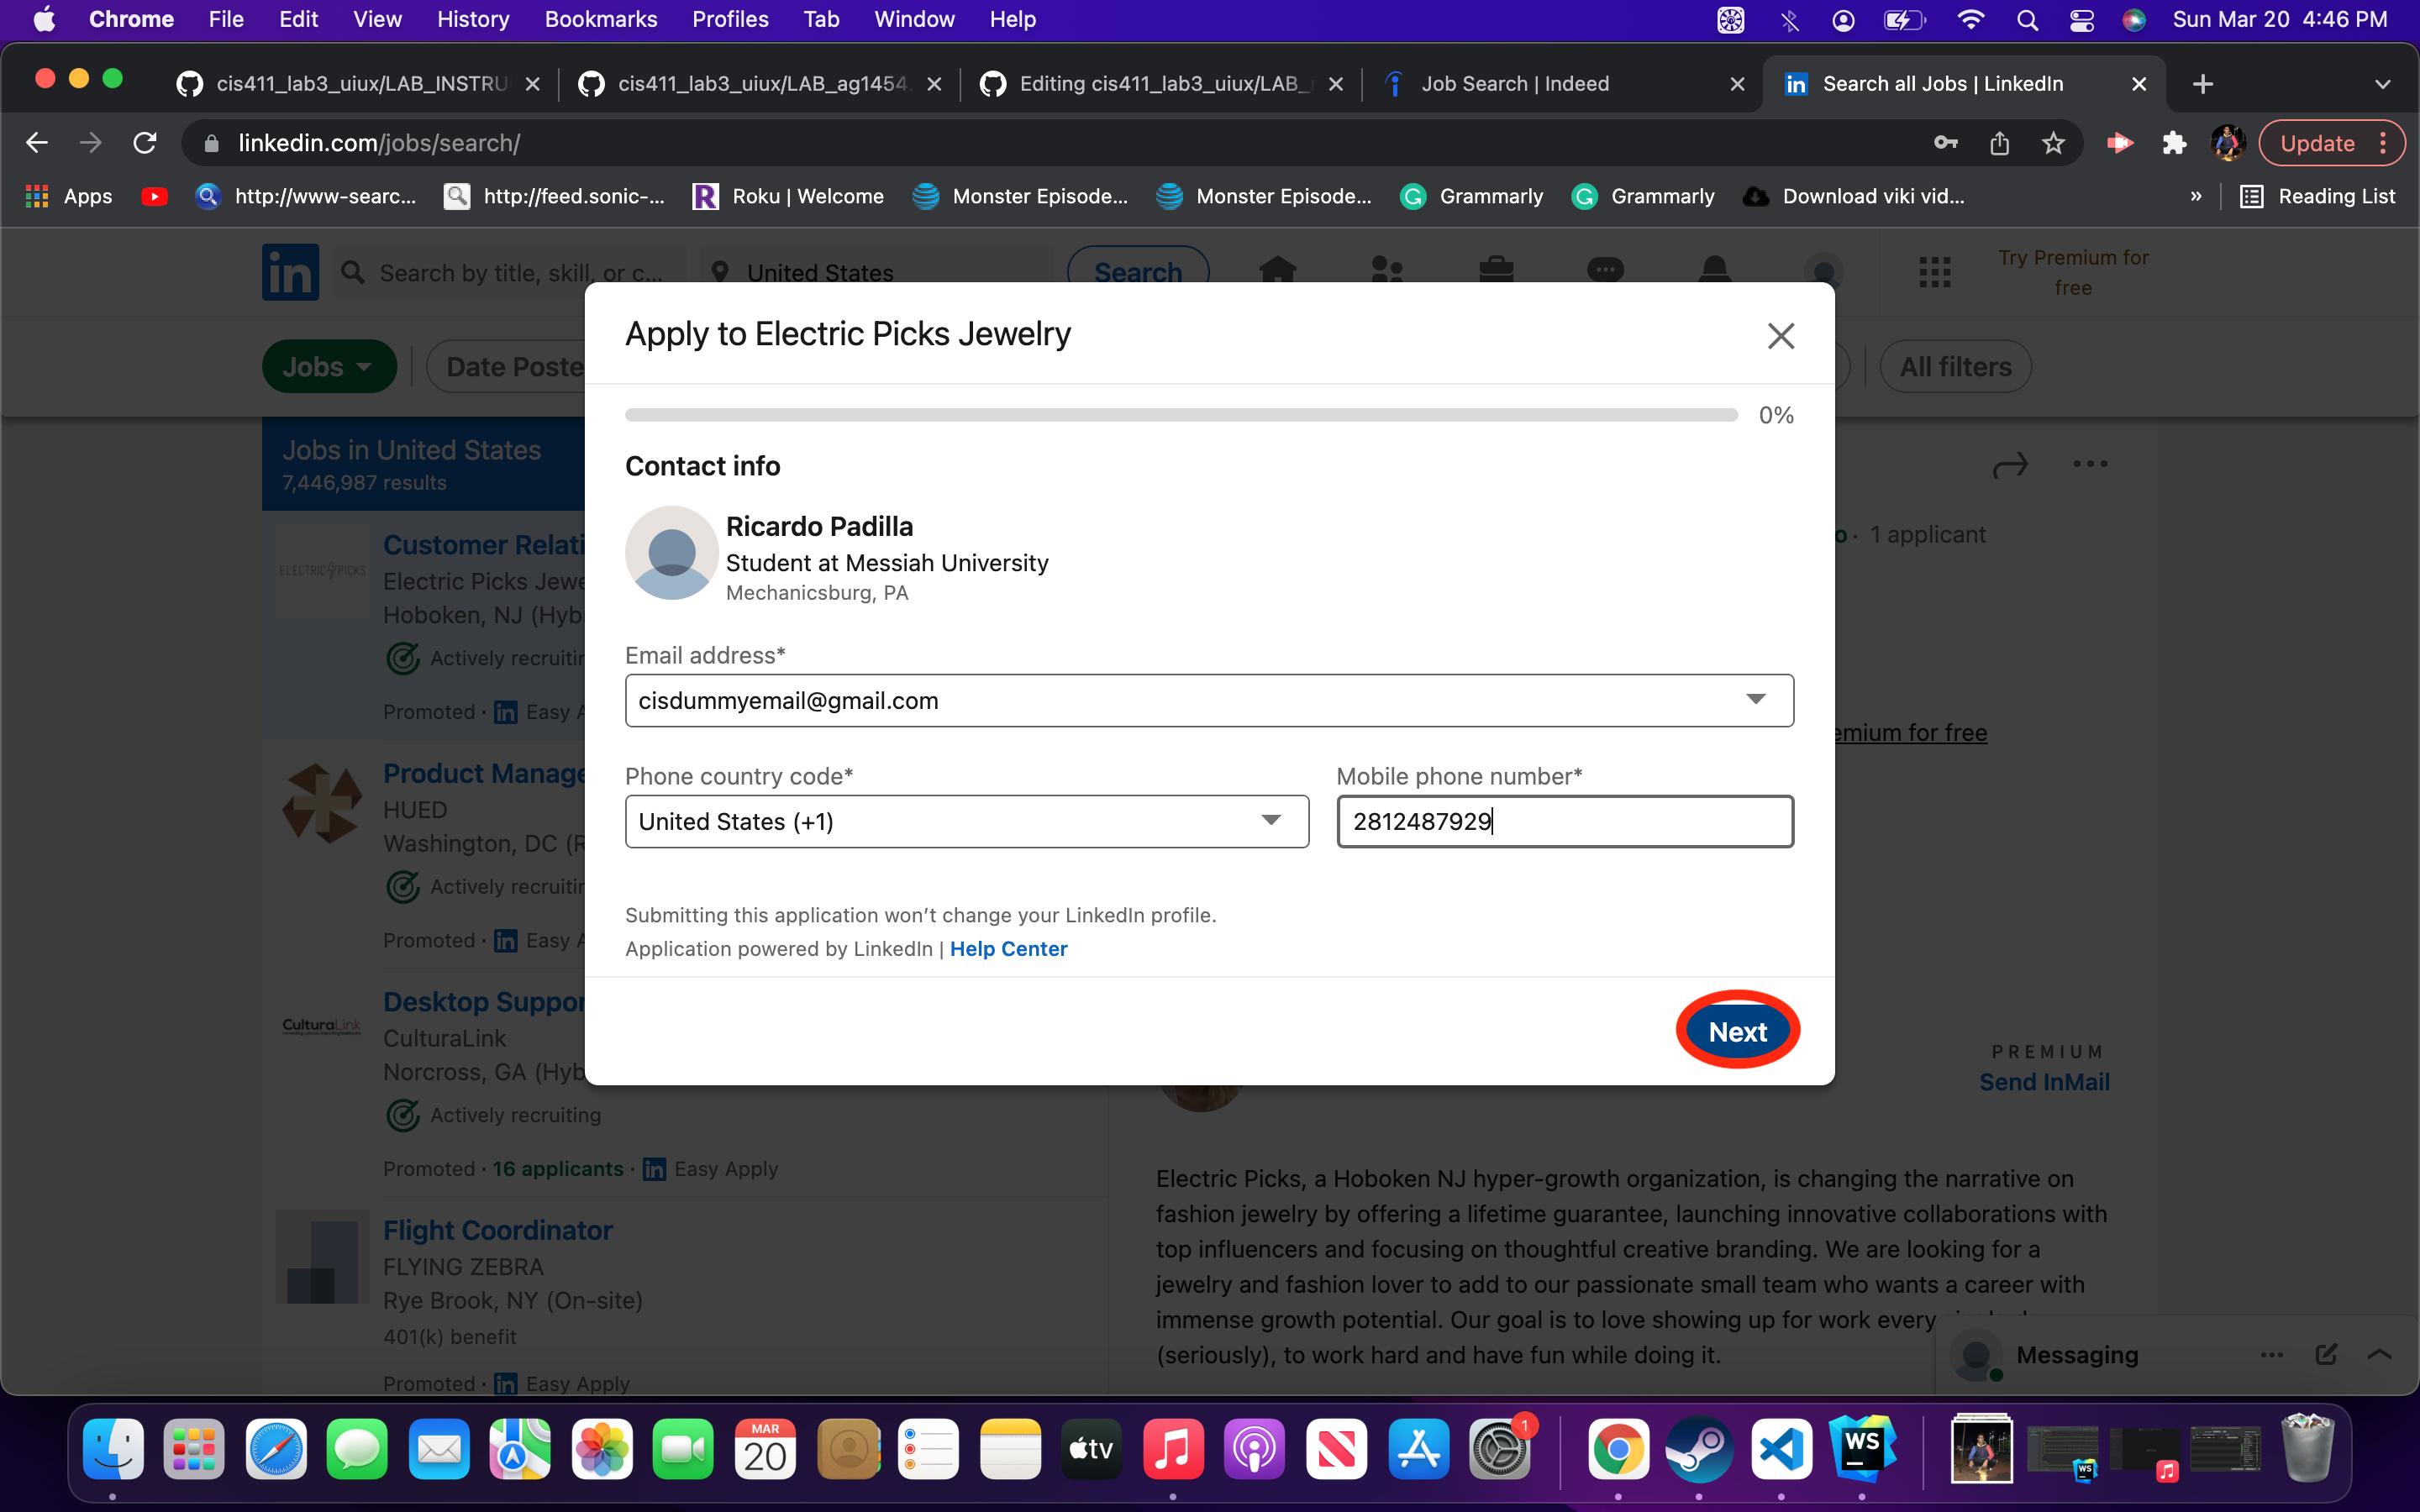 Chrome File Edit View History Bookmarks Profiles Tab Window Help
Sun Mar 20 4:46 PM
cis411_lab3_uiux/LAB_INSTRU
cis411_lab3_uiux/LAB_ag1454
Editing cis411_lab3_uiux/LAB_
Job Search | Indeed
Search all Jobs | LinkedIn
linkedin.com/jobs/search/
Update
Apps
http://www-searc...
http://feed.sonic-...
Roku | Welcome
Monster Episode...
Monster Episode...
Grammarly
Grammarly
Download viki vid...
»
Reading List
in
Search by title, skill, or c...
United States
Search
Try Premium for
free
Jobs
Date Poste
All filters
Jobs in United States
7,446,987 results
ELECTRIC PICKS
Customer Relati
Electric Picks Jewe
Hoboken, NJ (Hyb
Actively recruitin
Promoted · in Easy A
Product Manage
HUED
Washington, DC (R
Actively recruitin
Promoted · in Easy A
CulturaLink
Desktop Suppor
CulturaLink
Norcross, GA (Hyb
Actively recruiting
Promoted · 16 applicants · in Easy Apply
Flight Coordinator
FLYING ZEBRA
Rye Brook, NY (On-site)
401(k) benefit
Promoted · in Easy Apply
Apply to Electric Picks Jewelry
0%
Contact info
Ricardo Padilla
Student at Messiah University
Mechanicsburg, PA
Email address*
cisdummyemail@gmail.com
Phone country code*
United States (+1)
Mobile phone number*
2812487929
Submitting this application won't change your LinkedIn profile.
Application powered by LinkedIn | Help Center
Next
o · 1 applicant
emium for free
PREMIUM
Send InMail
Electric Picks, a Hoboken NJ hyper-growth organization, is changing the narrative on
fashion jewelry by offering a lifetime guarantee, launching innovative collaborations with
top influencers and focusing on thoughtful creative branding. We are looking for a
jewelry and fashion lover to add to our passionate small team who wants a career with
immense growth potential. Our goal is to love showing up for work every
(seriously), to work hard and have fun while doing it.
Messaging
MAR
20
tv
1
WS
WS